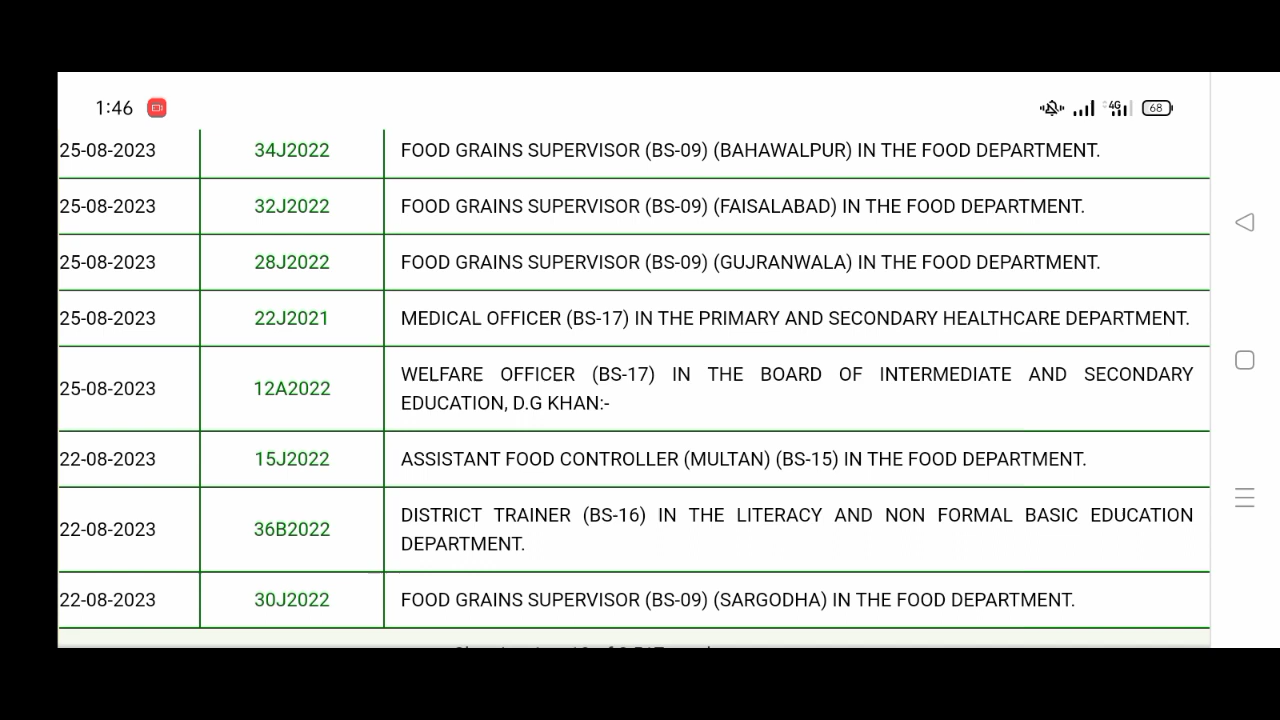 1:46
4G
68
25-08-2023 34J2022 FOOD GRAINS SUPERVISOR (BS-09) (BAHAWALPUR) IN THE FOOD DEPARTMENT.
25-08-2023 32J2022 FOOD GRAINS SUPERVISOR (BS-09) (FAISALABAD) IN THE FOOD DEPARTMENT.
25-08-2023 28J2022 FOOD GRAINS SUPERVISOR (BS-09) (GUJRANWALA) IN THE FOOD DEPARTMENT.
25-08-2023 22J2021 MEDICAL OFFICER (BS-17) IN THE PRIMARY AND SECONDARY HEALTHCARE DEPARTMENT.
25-08-2023 12A2022 WELFARE OFFICER (BS-17) IN THE BOARD OF INTERMEDIATE AND SECONDARY
EDUCATION, D.G KHAN:-
22-08-2023 15J2022 ASSISTANT FOOD CONTROLLER (MULTAN) (BS-15) IN THE FOOD DEPARTMENT.
22-08-2023 36B2022 DISTRICT TRAINER (BS-16) IN THE LITERACY AND NON FORMAL BASIC EDUCATION
DEPARTMENT.
22-08-2023 30J2022 FOOD GRAINS SUPERVISOR (BS-09) (SARGODHA) IN THE FOOD DEPARTMENT.